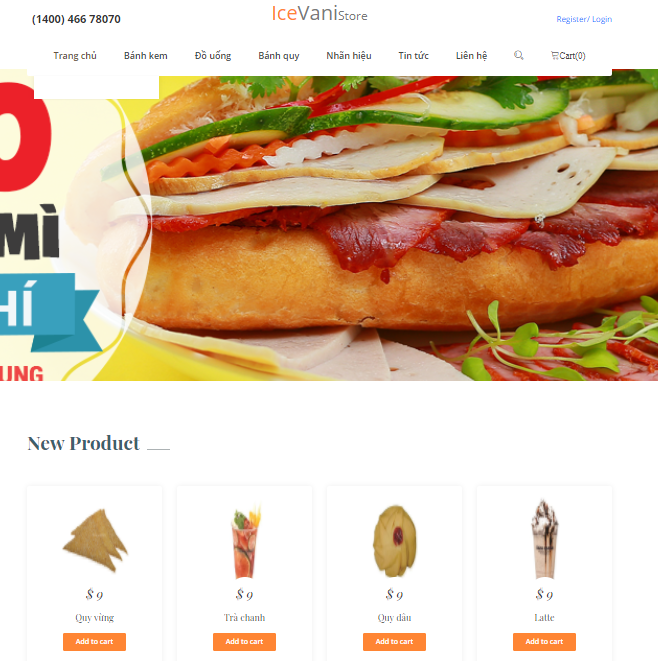 (1400) 466 78070
IceVaniStore
Register/ Login
Trang chủ Bánh kem Đồ uống Bánh quy Nhãn hiệu Tin tức Liên hệ Cart(0)
0
MÌ
HÍ
UNG
New Product
$ 9 $ 9 $ 9 $ 9
Quy vừng Trà chanh Quy dâu Latte
Add to cart Add to cart Add to cart Add to cart